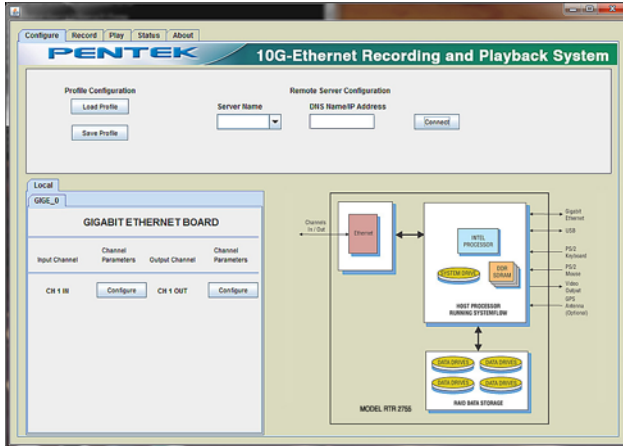 Configure Record Play Status About
PENTEK 10G-Ethernet Recording and Playback System
Profile Configuration
Load Profile
Save Profile
Remote Server Configuration
Server Name DNS Name/IP Address
Connect
Local
GIGE_0
GIGABIT ETHERNET BOARD
Input Channel Channel Parameters Output Channel Channel Parameters
CH 1 IN Configure CH 1 OUT Configure
Channels
In / Out
Ethernet
INTEL
PROCESSOR
SYSTEM DRIVE
DDR
SDRAM
HOST PROCESSOR
RUNNING SYSTEMFLOW
Gigabit
Ethernet
USB
PS/2
Keyboard
PS/2
Mouse
Video
Output
GPS
Antenna
(Optional)
DATA DRIVES DATA DRIVES
DATA DRIVES DATA DRIVES
RAID DATA STORAGE
MODEL RTR 2755